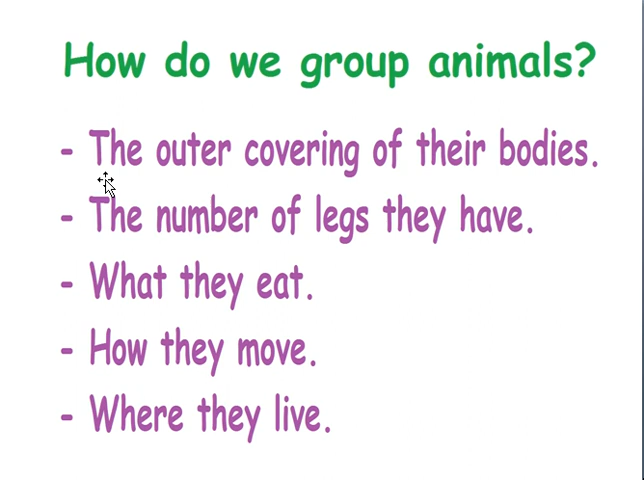 How do we group animals?
- The outer covering of their bodies.
- The number of legs they have.
- What they eat.
- How they move.
- Where they live.